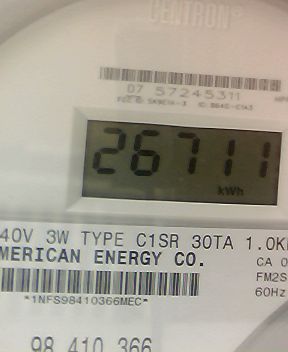 CENTRON®
07 57245311
26711
kWh
40V 3W TYPE C1SR 30TA 1.0K
MERICAN ENERGY CO.
CA 0
FM2S
60Hz
*1NFS98410366MEC*
98 410 366